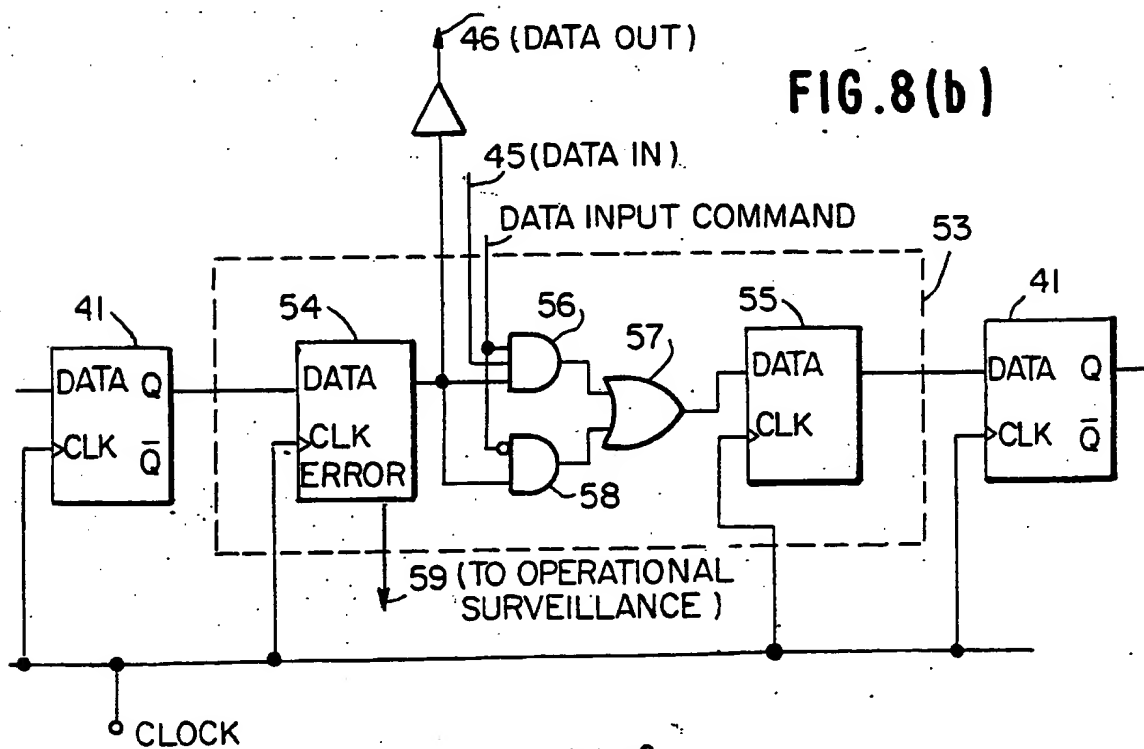 46 (DATA OUT)
FIG.8(b)
45 (DATA IN)
DATA INPUT COMMAND
53
41
54
56
57
55
41
DATA Q
CLK Q̅
DATA
CLK
ERROR
58
DATA
CLK
DATA Q
CLK Q̅
59 (TO OPERATIONAL
SURVEILLANCE)
CLOCK